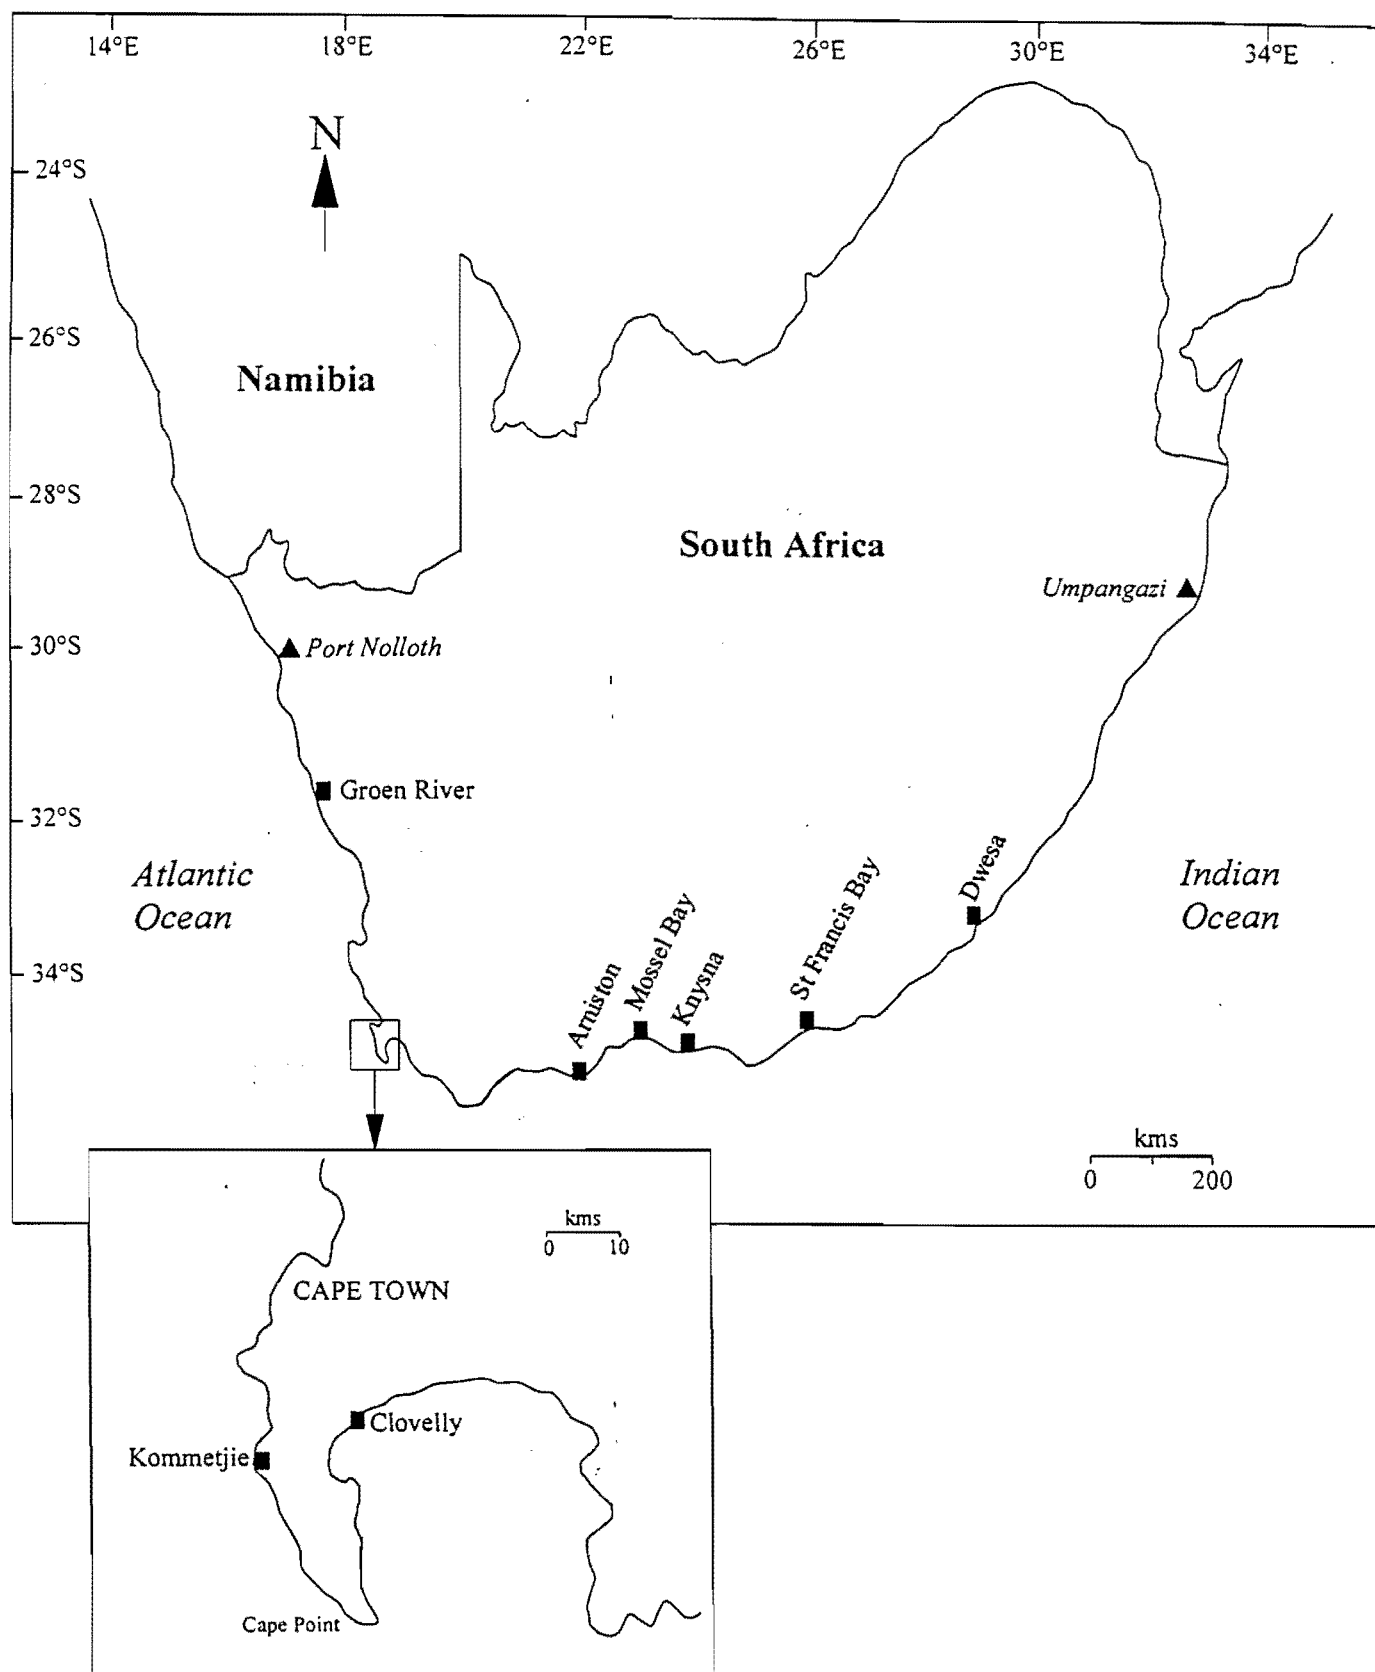 14°E
18°E
22°E
26°E
30°E
34°E
N
24°S
26°S
28°S
30°S
32°S
34°S
Namibia
South Africa
Umpangazi
Port Nolloth
Groen River
Atlantic
Ocean
Indian
Ocean
Arniston
Mossel Bay
Knysna
St Francis Bay
Dwesa
kms
0 200
kms
0 10
CAPE TOWN
Clovelly
Kommetjie
Cape Point